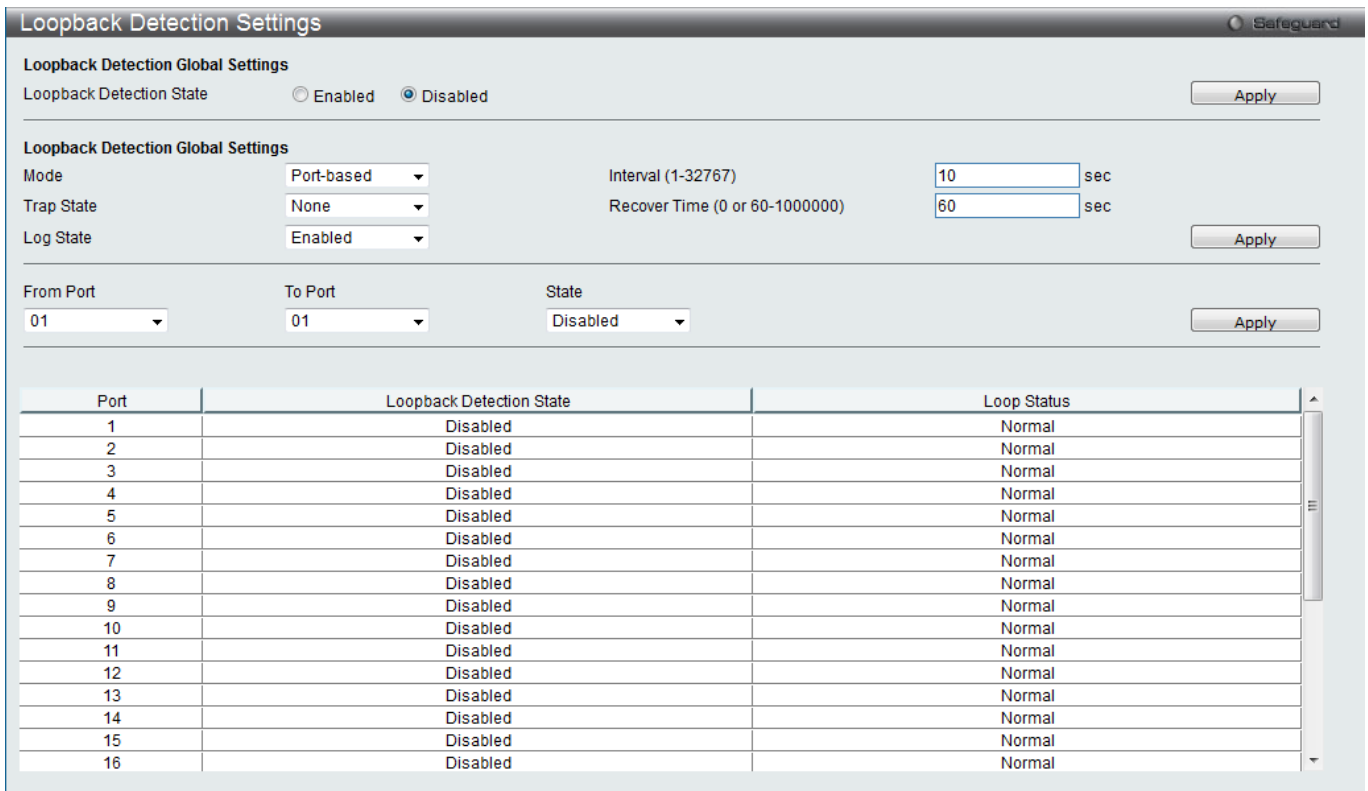 Loopback Detection Settings Safeguard
Loopback Detection Global Settings
Loopback Detection State Enabled Disabled Apply
Loopback Detection Global Settings
Mode Port-based Interval (1-32767) 10 sec
Trap State None Recover Time (0 or 60-1000000) 60 sec
Log State Enabled Apply
From Port To Port State
01 01 Disabled Apply
Port Loopback Detection State Loop Status
1 Disabled Normal
2 Disabled Normal
3 Disabled Normal
4 Disabled Normal
5 Disabled Normal
6 Disabled Normal
7 Disabled Normal
8 Disabled Normal
9 Disabled Normal
10 Disabled Normal
11 Disabled Normal
12 Disabled Normal
13 Disabled Normal
14 Disabled Normal
15 Disabled Normal
16 Disabled Normal